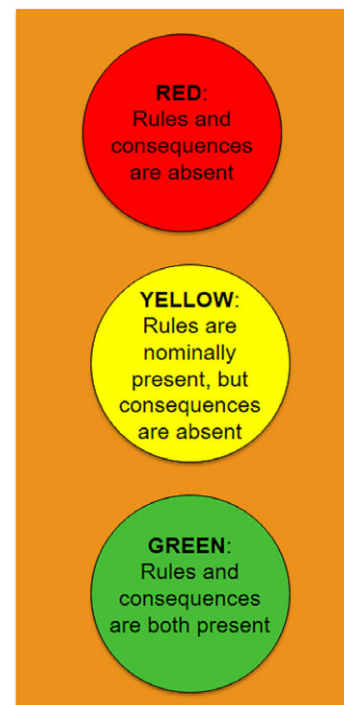 RED:
Rules and
consequences
are absent
YELLOW:
Rules are
nominally
present, but
consequences
are absent
GREEN:
Rules and
consequences
are both present